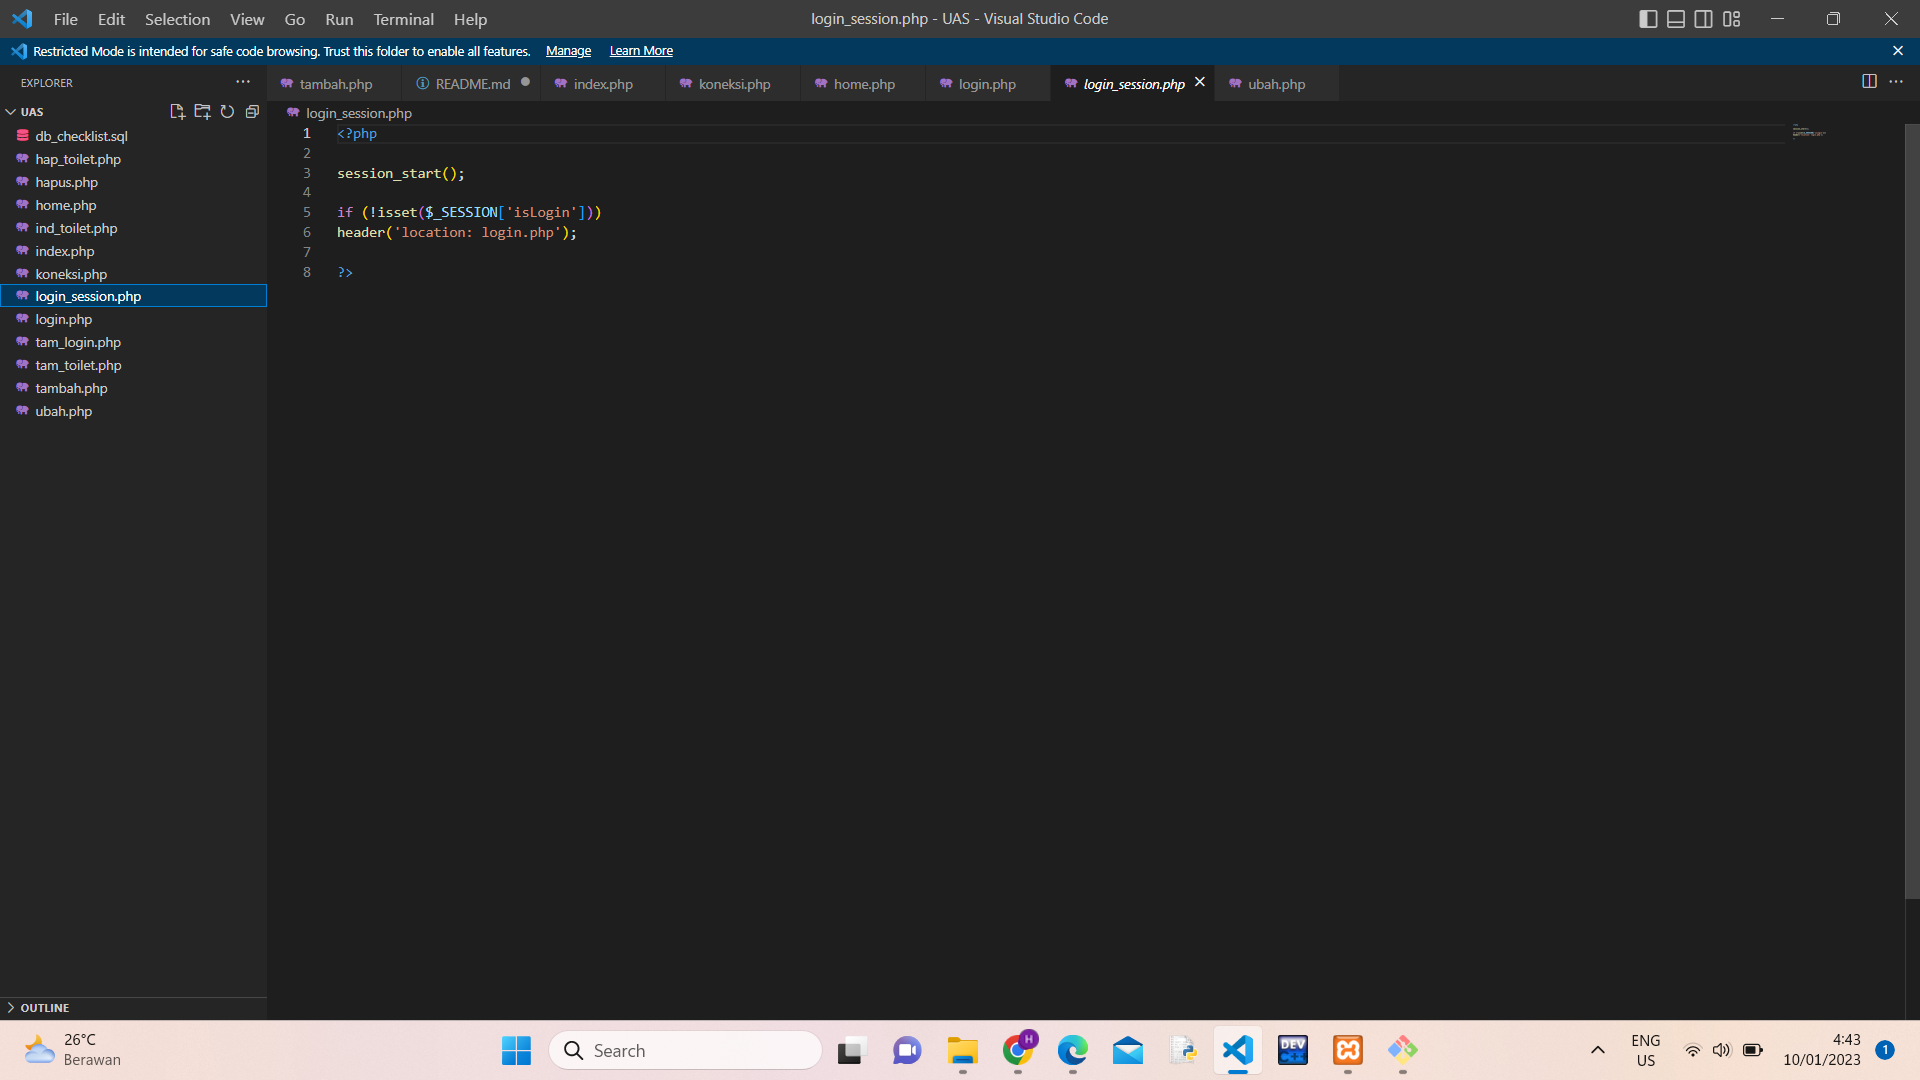 File Edit Selection View Go Run Terminal Help
login_session.php - UAS - Visual Studio Code
Restricted Mode is intended for safe code browsing. Trust this folder to enable all features. Manage Learn More
EXPLORER
tambah.php README.md index.php koneksi.php home.php login.php login_session.php ubah.php
UAS
db_checklist.sql
hap_toilet.php
hapus.php
home.php
ind_toilet.php
index.php
koneksi.php
login_session.php
login.php
tam_login.php
tam_toilet.php
tambah.php
ubah.php
OUTLINE
login_session.php
1 <?php
2
3 session_start();
4
5 if (!isset($_SESSION['isLogin']))
6 header('location: login.php');
7
8 ?>
26°C
Berawan
Search
H
DEV
C++
ENG
US
4:43
10/01/2023
1